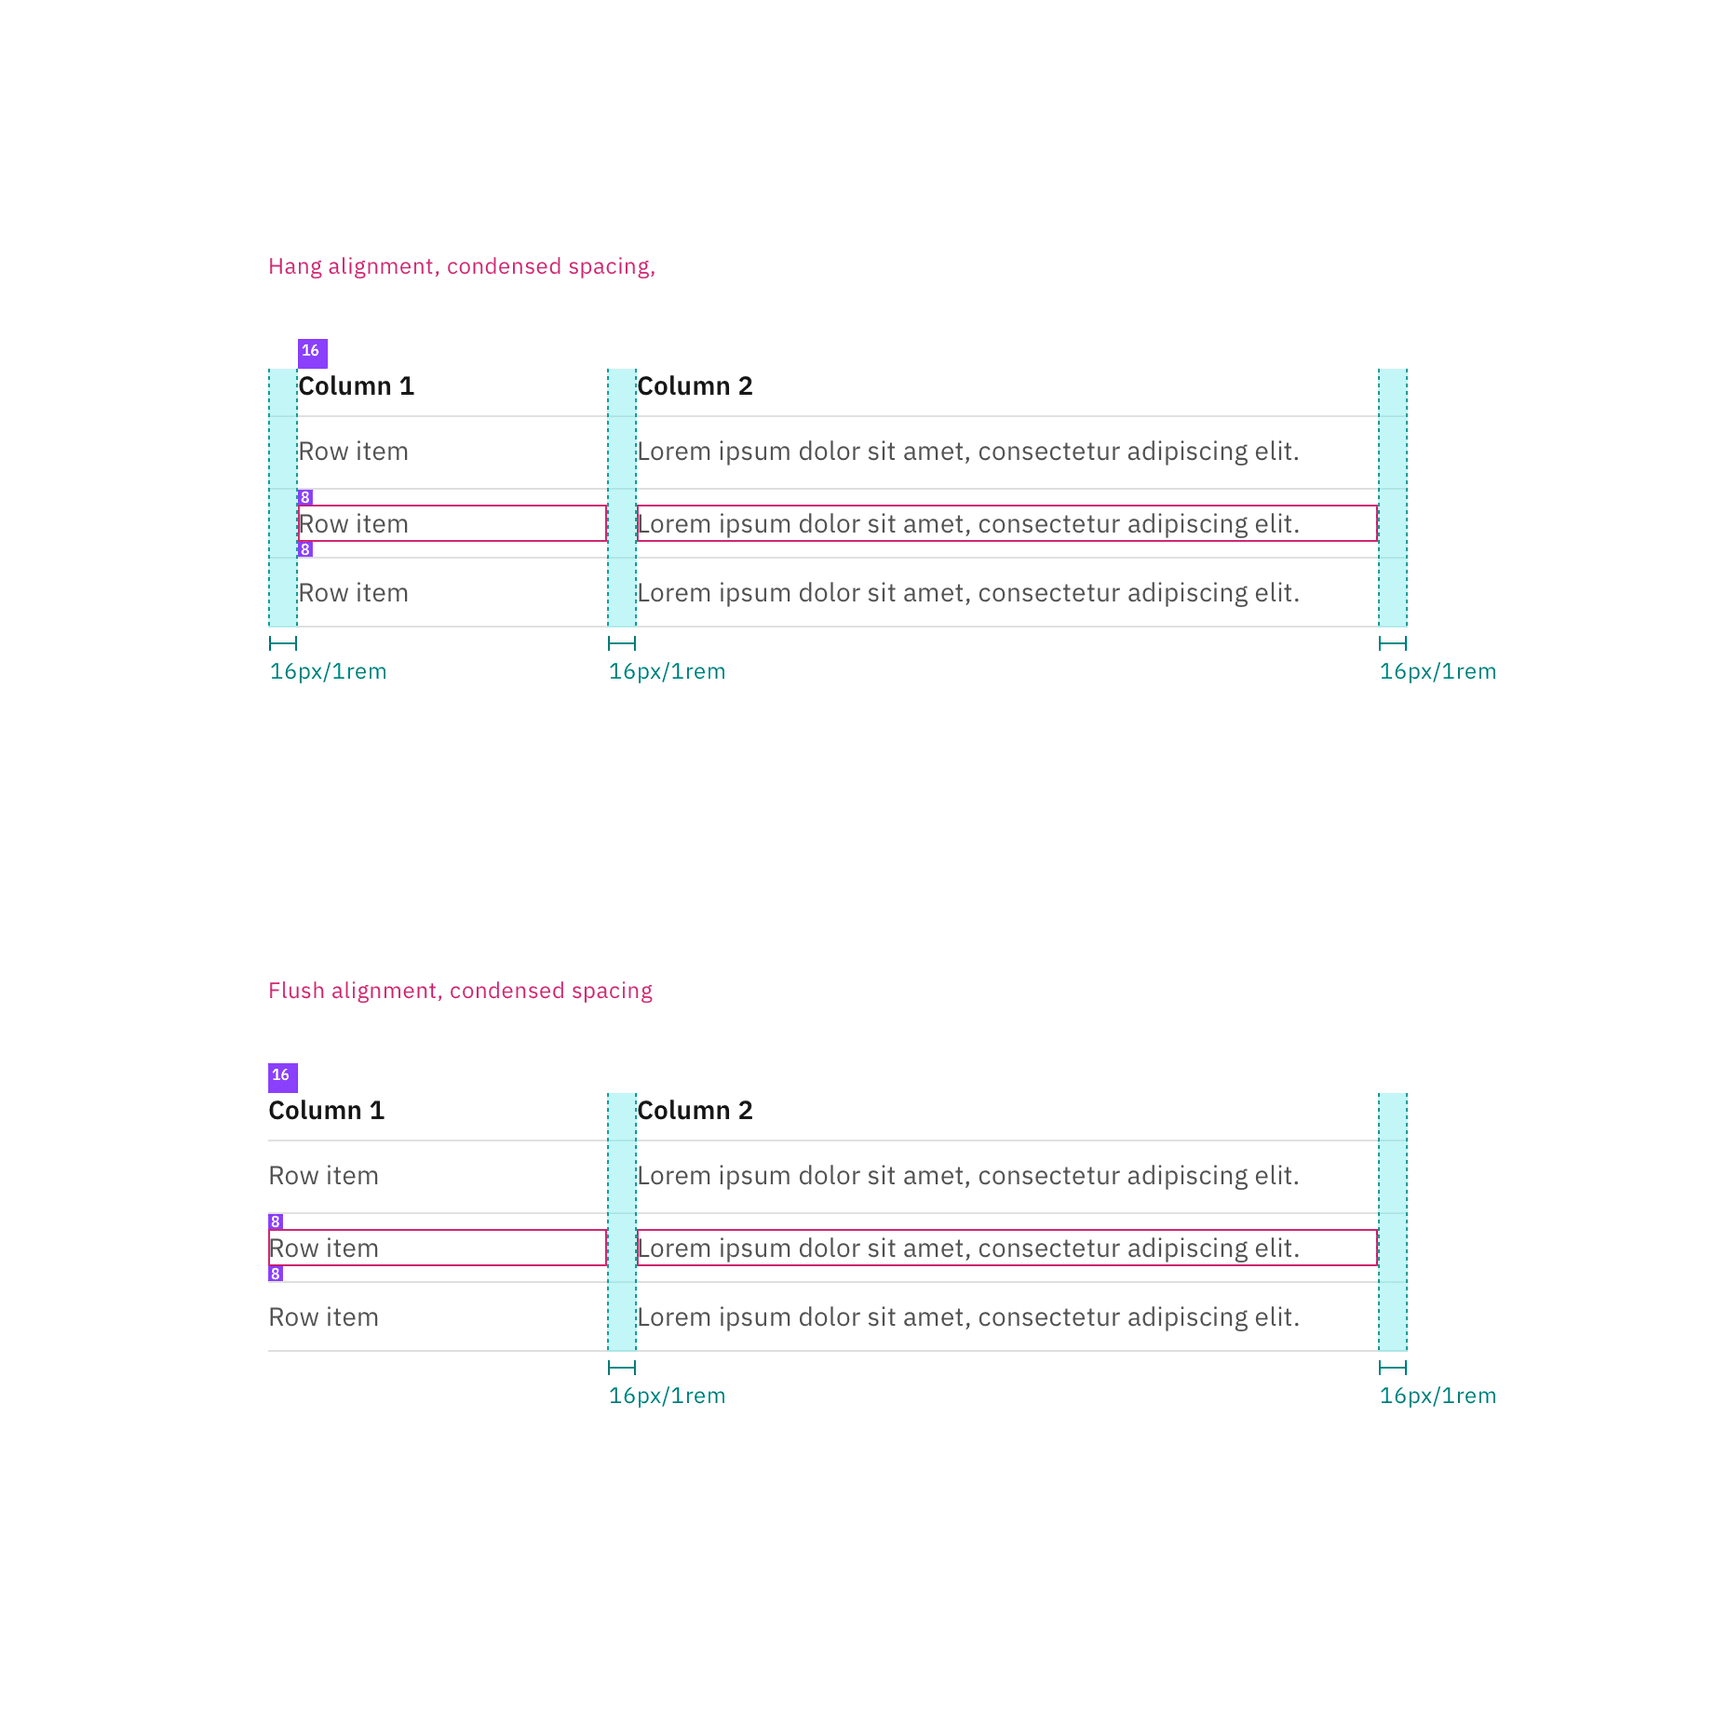 Hang alignment, condensed spacing,
16
Column 1 Column 2
Row item Lorem ipsum dolor sit amet, consectetur adipiscing elit.
8
Row item Lorem ipsum dolor sit amet, consectetur adipiscing elit.
8
Row item Lorem ipsum dolor sit amet, consectetur adipiscing elit.
16px/1rem 16px/1rem 16px/1rem
Flush alignment, condensed spacing
16
Column 1 Column 2
Row item Lorem ipsum dolor sit amet, consectetur adipiscing elit.
8
Row item Lorem ipsum dolor sit amet, consectetur adipiscing elit.
8
Row item Lorem ipsum dolor sit amet, consectetur adipiscing elit.
16px/1rem 16px/1rem